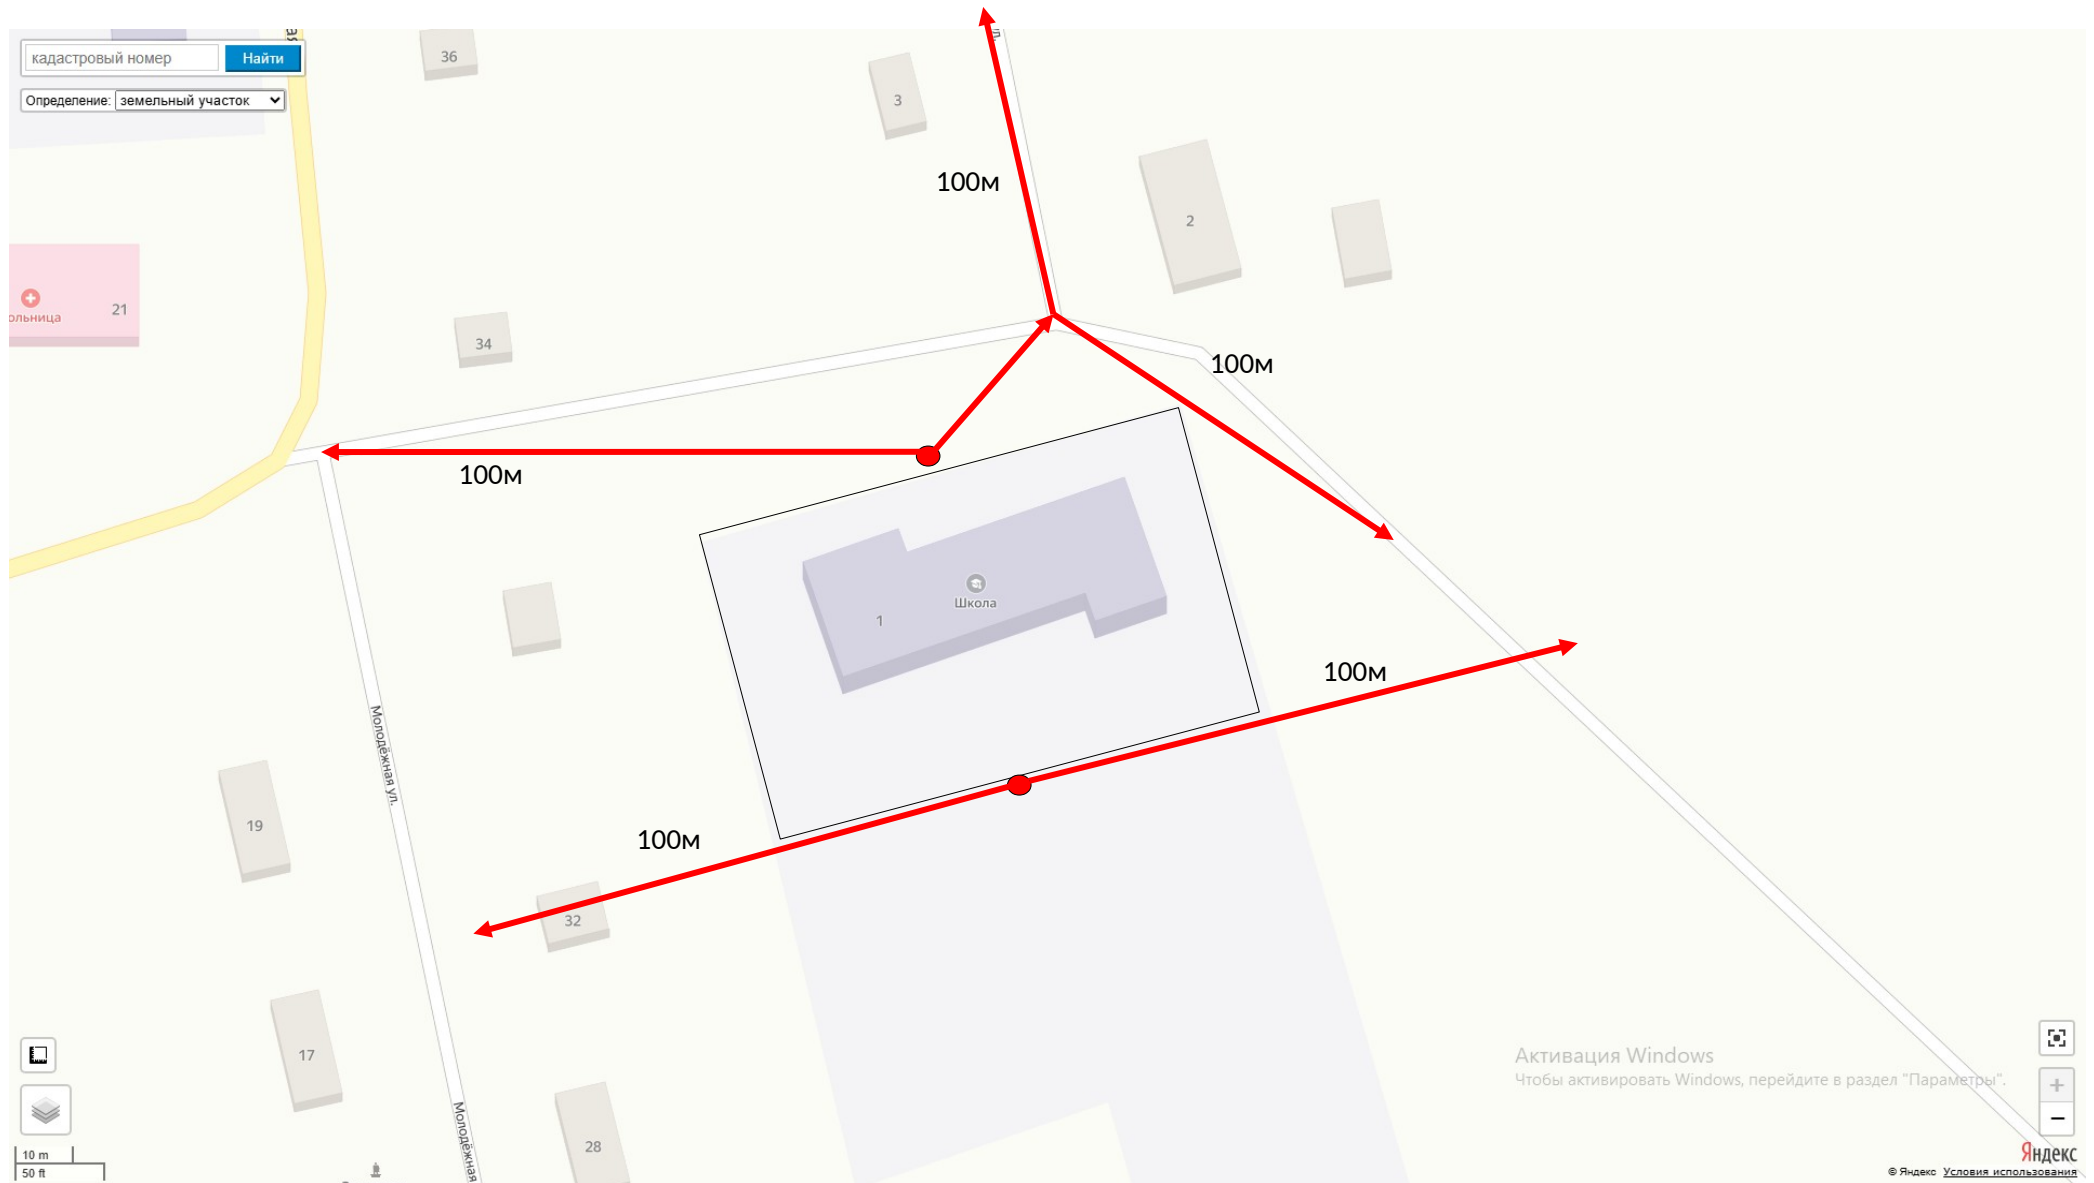 кадастровый номер
Найти
Определение: земельный участок
36
3
ул.
100м
2
21
34
100м
100м
Школа
1
100м
Молодёжная ул.
19
100м
32
17
28
Молодёжная
Активация Windows
Чтобы активировать Windows, перейдите в раздел "Параметры".
+
−
10 m
50 ft
Яндекс
© Яндекс Условия использования